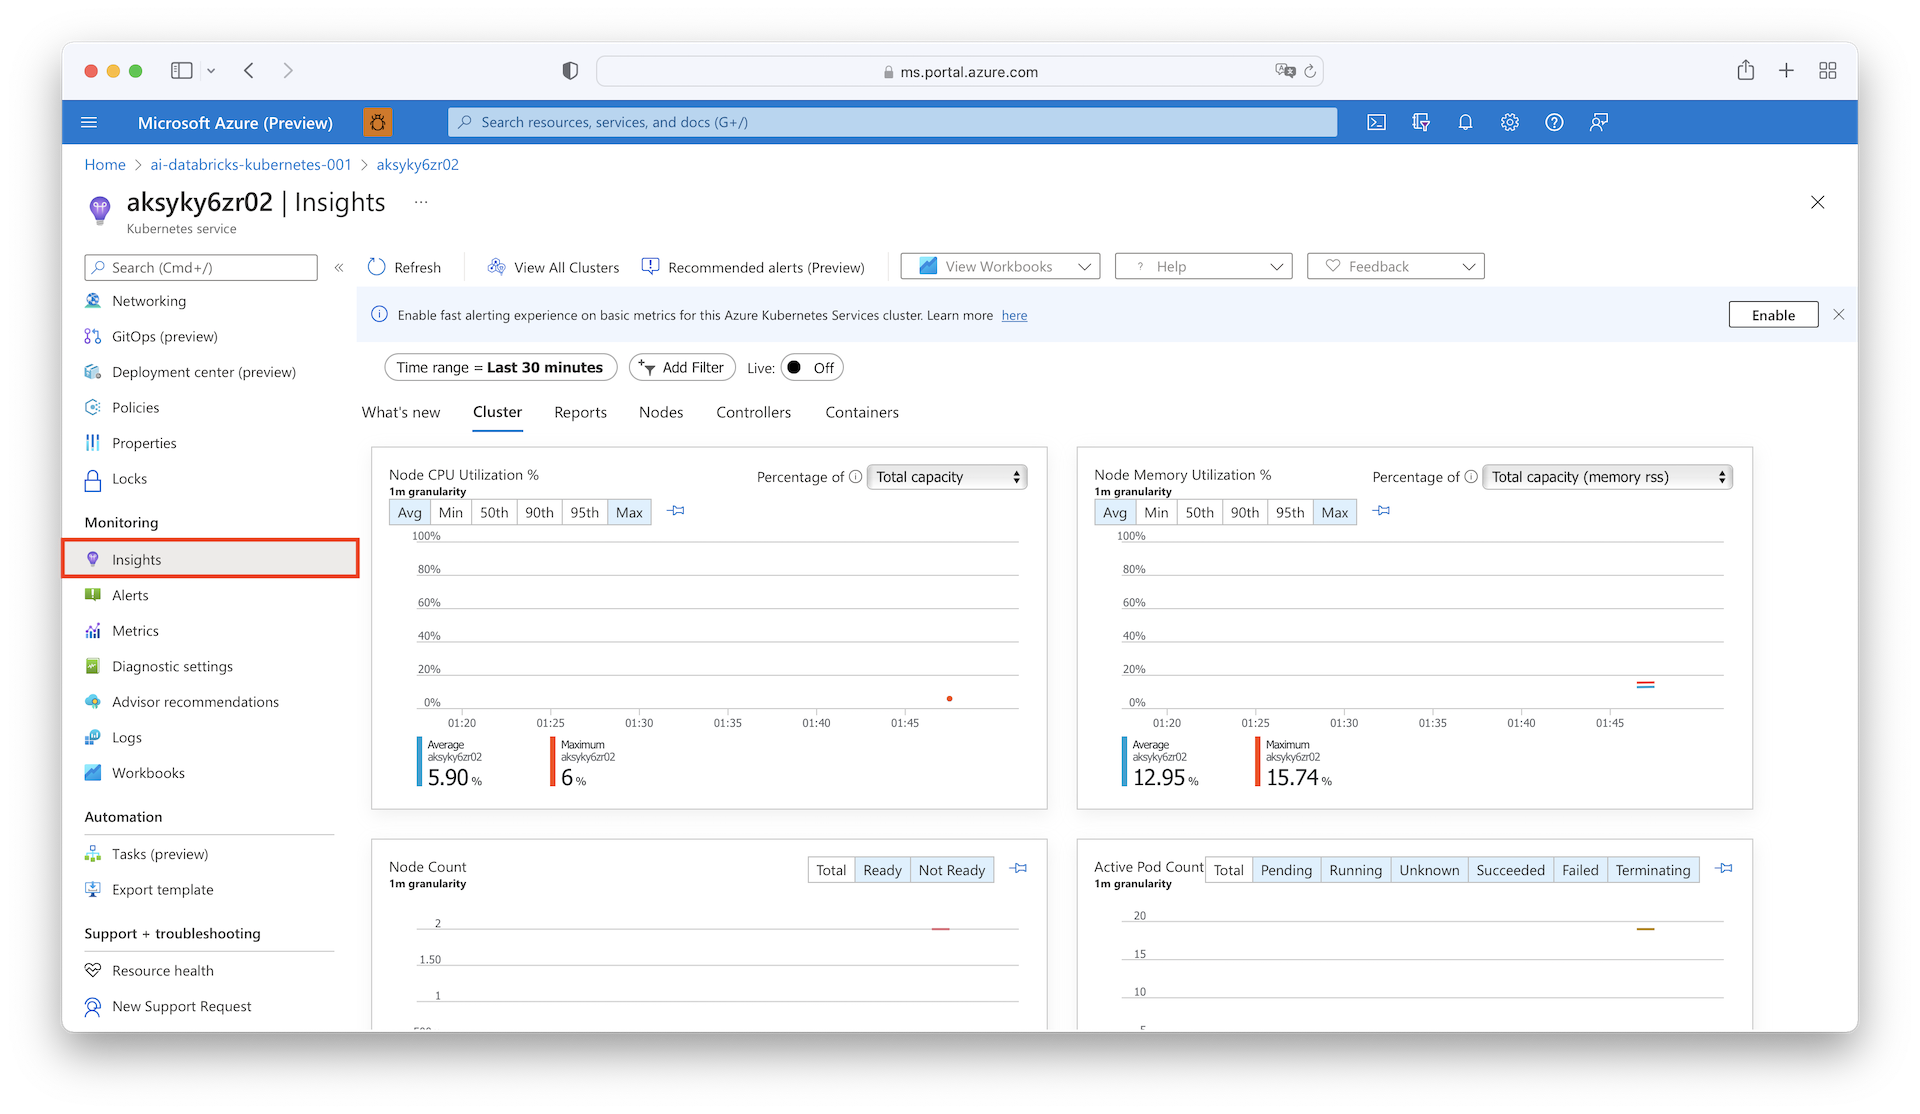 ms.portal.azure.com
Microsoft Azure (Preview)
Search resources, services, and docs (G+/)
Home > ai-databricks-kubernetes-001 > aksyky6zr02
aksyky6zr02 | Insights ...
Kubernetes service
Search (Cmd+/)
«
Networking
GitOps (preview)
Deployment center (preview)
Policies
Properties
Locks
Monitoring
Insights
Alerts
Metrics
Diagnostic settings
Advisor recommendations
Logs
Workbooks
Automation
Tasks (preview)
Export template
Support + troubleshooting
Resource health
New Support Request
Refresh
View All Clusters
Recommended alerts (Preview)
View Workbooks
? Help
Feedback
Enable fast alerting experience on basic metrics for this Azure Kubernetes Services cluster. Learn more here
Enable
Time range = Last 30 minutes
Add Filter
Live: Off
What's new Cluster Reports Nodes Controllers Containers
Node CPU Utilization %
1m granularity
Percentage of Total capacity
Avg Min 50th 90th 95th Max
100%
80%
60%
40%
20%
0%
01:20 01:25 01:30 01:35 01:40 01:45
Average
aksyky6zr02
5.90 %
Maximum
aksyky6zr02
6 %
Node Memory Utilization %
1m granularity
Percentage of Total capacity (memory rss)
Avg Min 50th 90th 95th Max
100%
80%
60%
40%
20%
0%
01:20 01:25 01:30 01:35 01:40 01:45
Average
aksyky6zr02
12.95 %
Maximum
aksyky6zr02
15.74 %
Node Count
1m granularity
Total Ready Not Ready
2
1.50
1
Active Pod Count
1m granularity
Total Pending Running Unknown Succeeded Failed Terminating
20
15
10